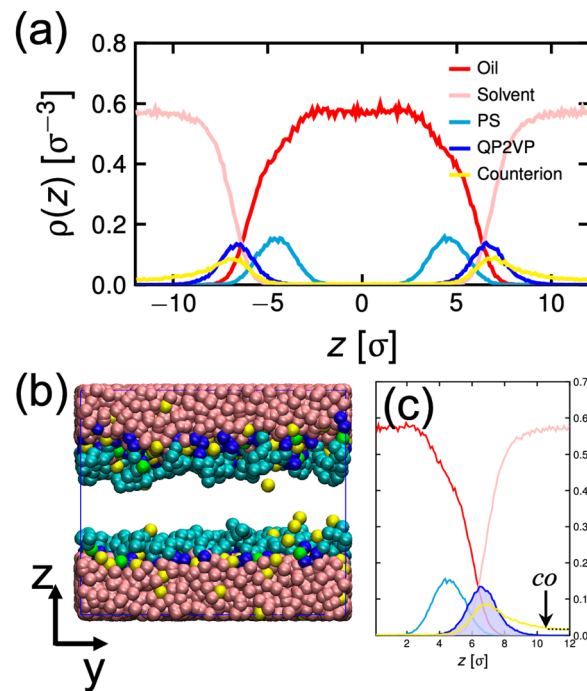 (a)
0.8
0.6
0.4
0.2
0.0
ρ(z) [σ⁻³]
Oil
Solvent
PS
QP2VP
Counterion
−10
−5
0
5
10
z [σ]
(b)
z
y
(c)
0.7
0.6
0.5
0.4
0.3
0.2
0.1
0.0
co
2
4
6
8
10
12
z [σ]